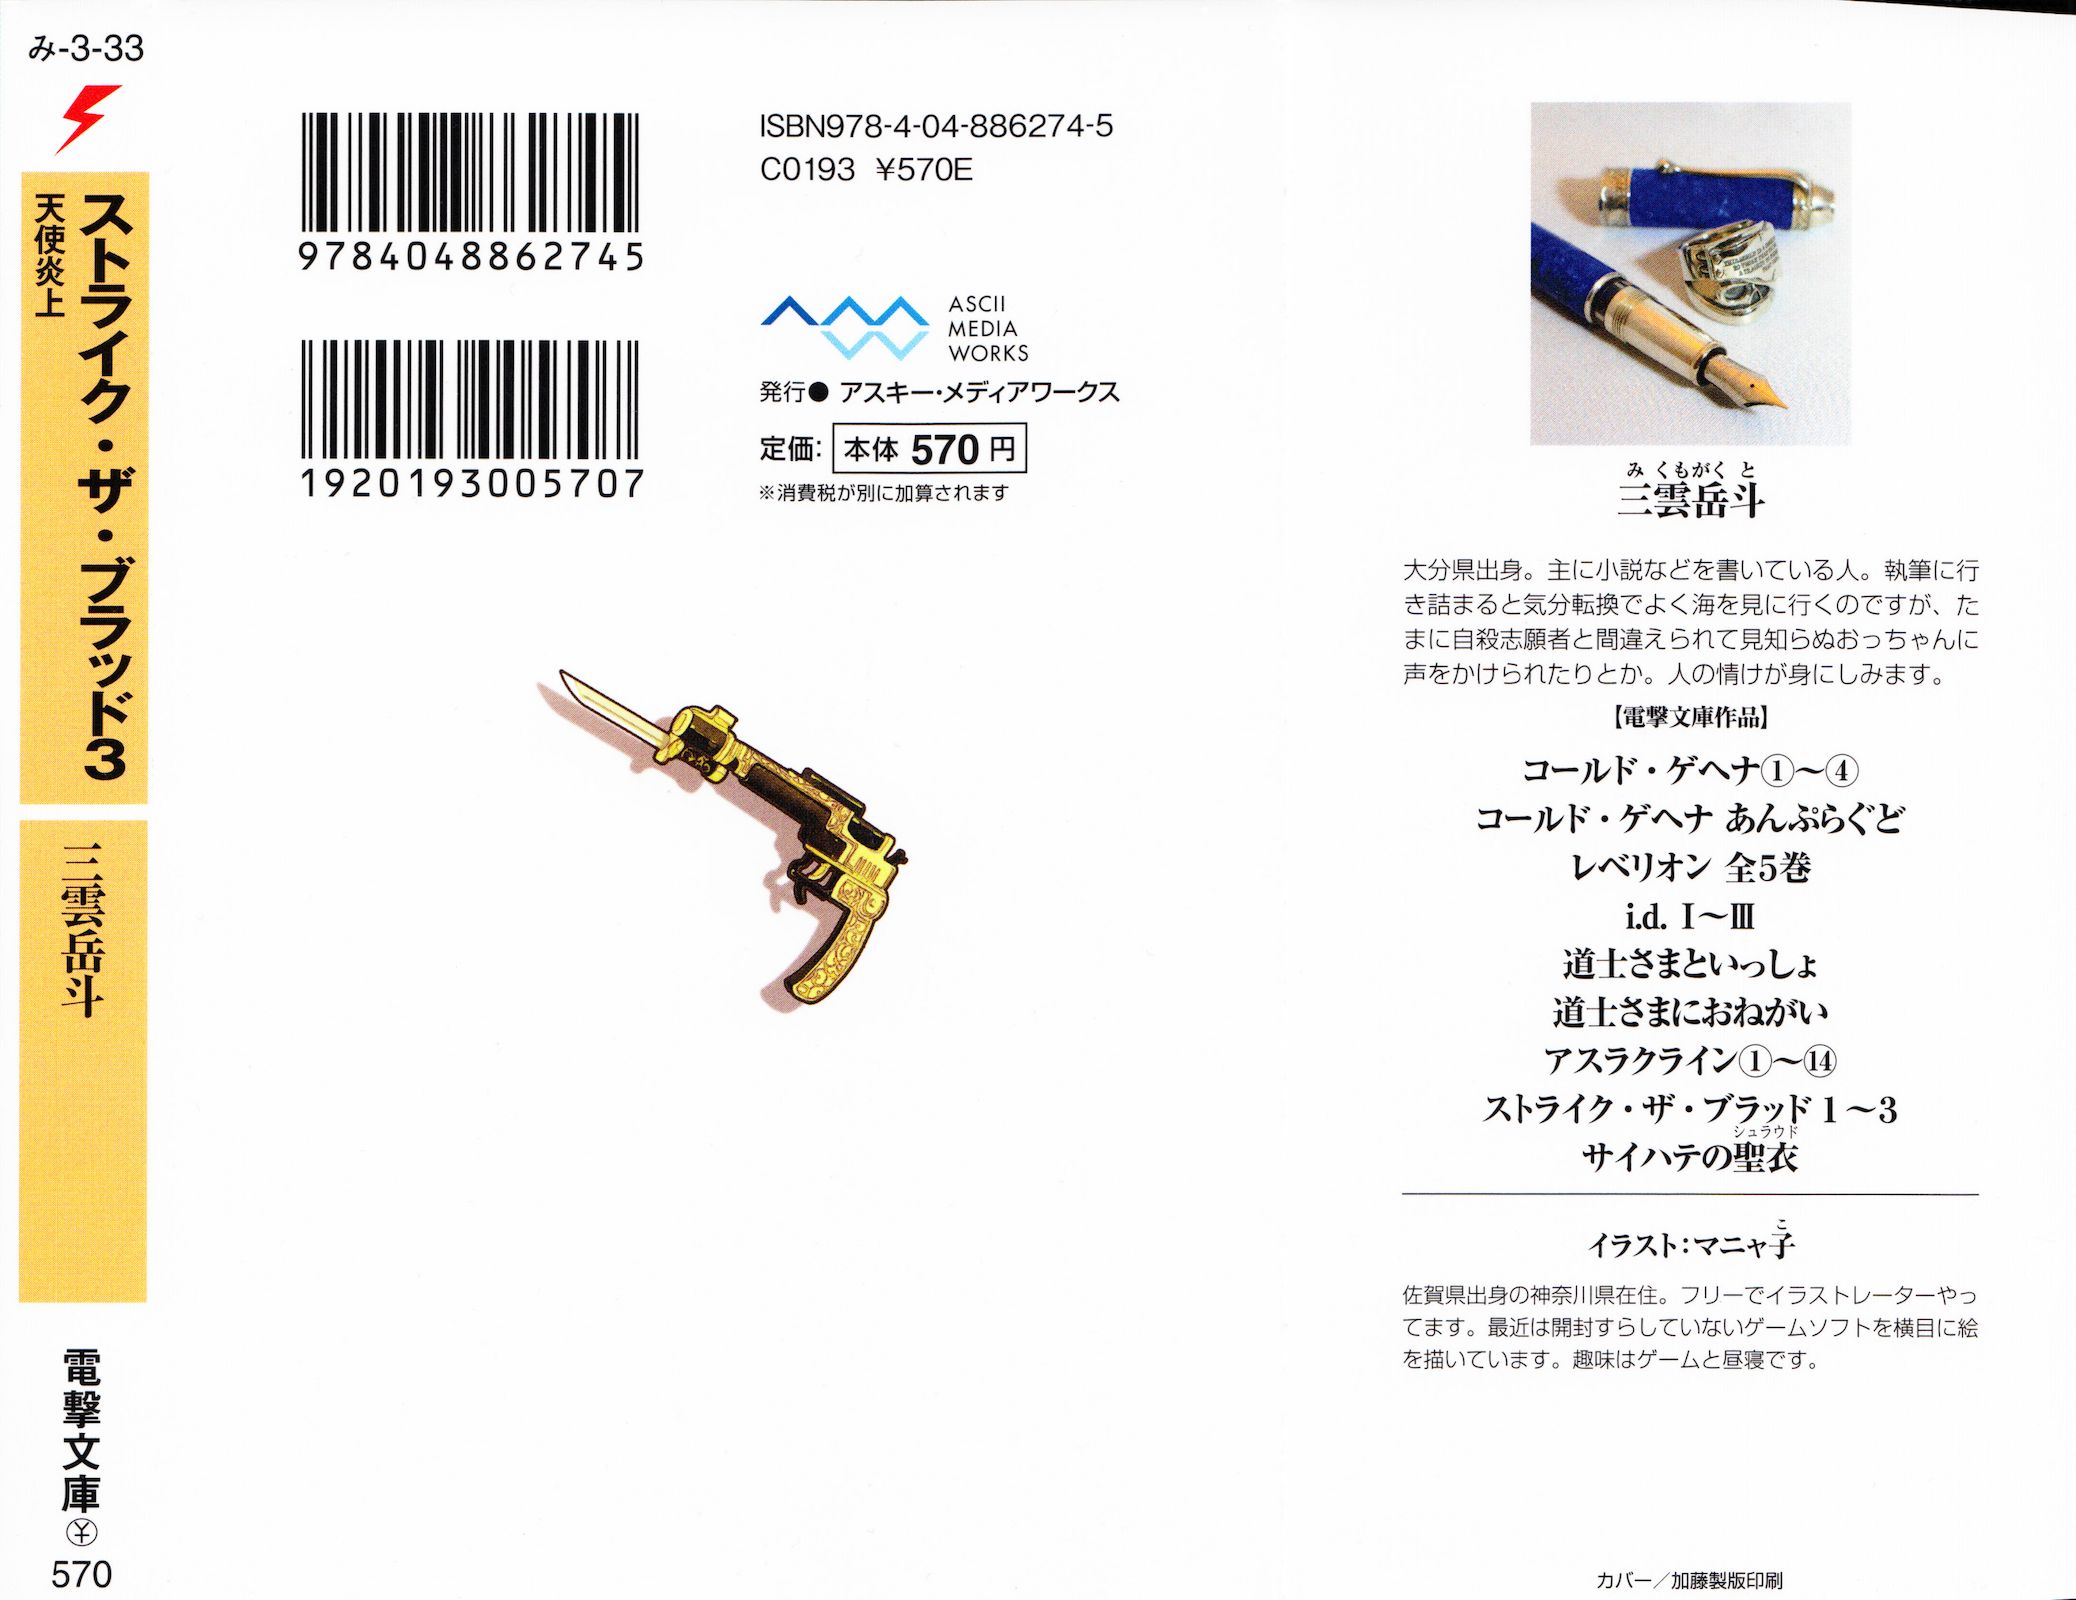 み-3-33
ストライク・ザ・ブラッド3
天使炎上
三雲岳斗
電撃文庫
¥
570
9784048862745
1920193005707
ISBN978-4-04-886274-5
C0193 ¥570E
ASCII
MEDIA
WORKS
発行●アスキー・メディアワークス
定価：本体570円
※消費税が別に加算されます
み くもがく と
三雲岳斗
大分県出身。主に小説などを書いている人。執筆に行
き詰まると気分転換でよく海を見に行くのですが、た
まに自殺志願者と間違えられて見知らぬおっちゃんに
声をかけられたりとか。人の情けが身にしみます。
【電撃文庫作品】
コールド・ゲヘナ①～④
コールド・ゲヘナ あんぷらぐど
レベリオン 全5巻
i.d. Ⅰ～Ⅲ
道士さまといっしょ
道士さまにおねがい
アスラクライン①～⑭
ストライク・ザ・ブラッド1～3
シュラウド
サイハテの聖衣
こ
イラスト：マニャ子
佐賀県出身の神奈川県在住。フリーでイラストレーターやっ
てます。最近は開封すらしていないゲームソフトを横目に絵
を描いています。趣味はゲームと昼寝です。
カバー／加藤製版印刷